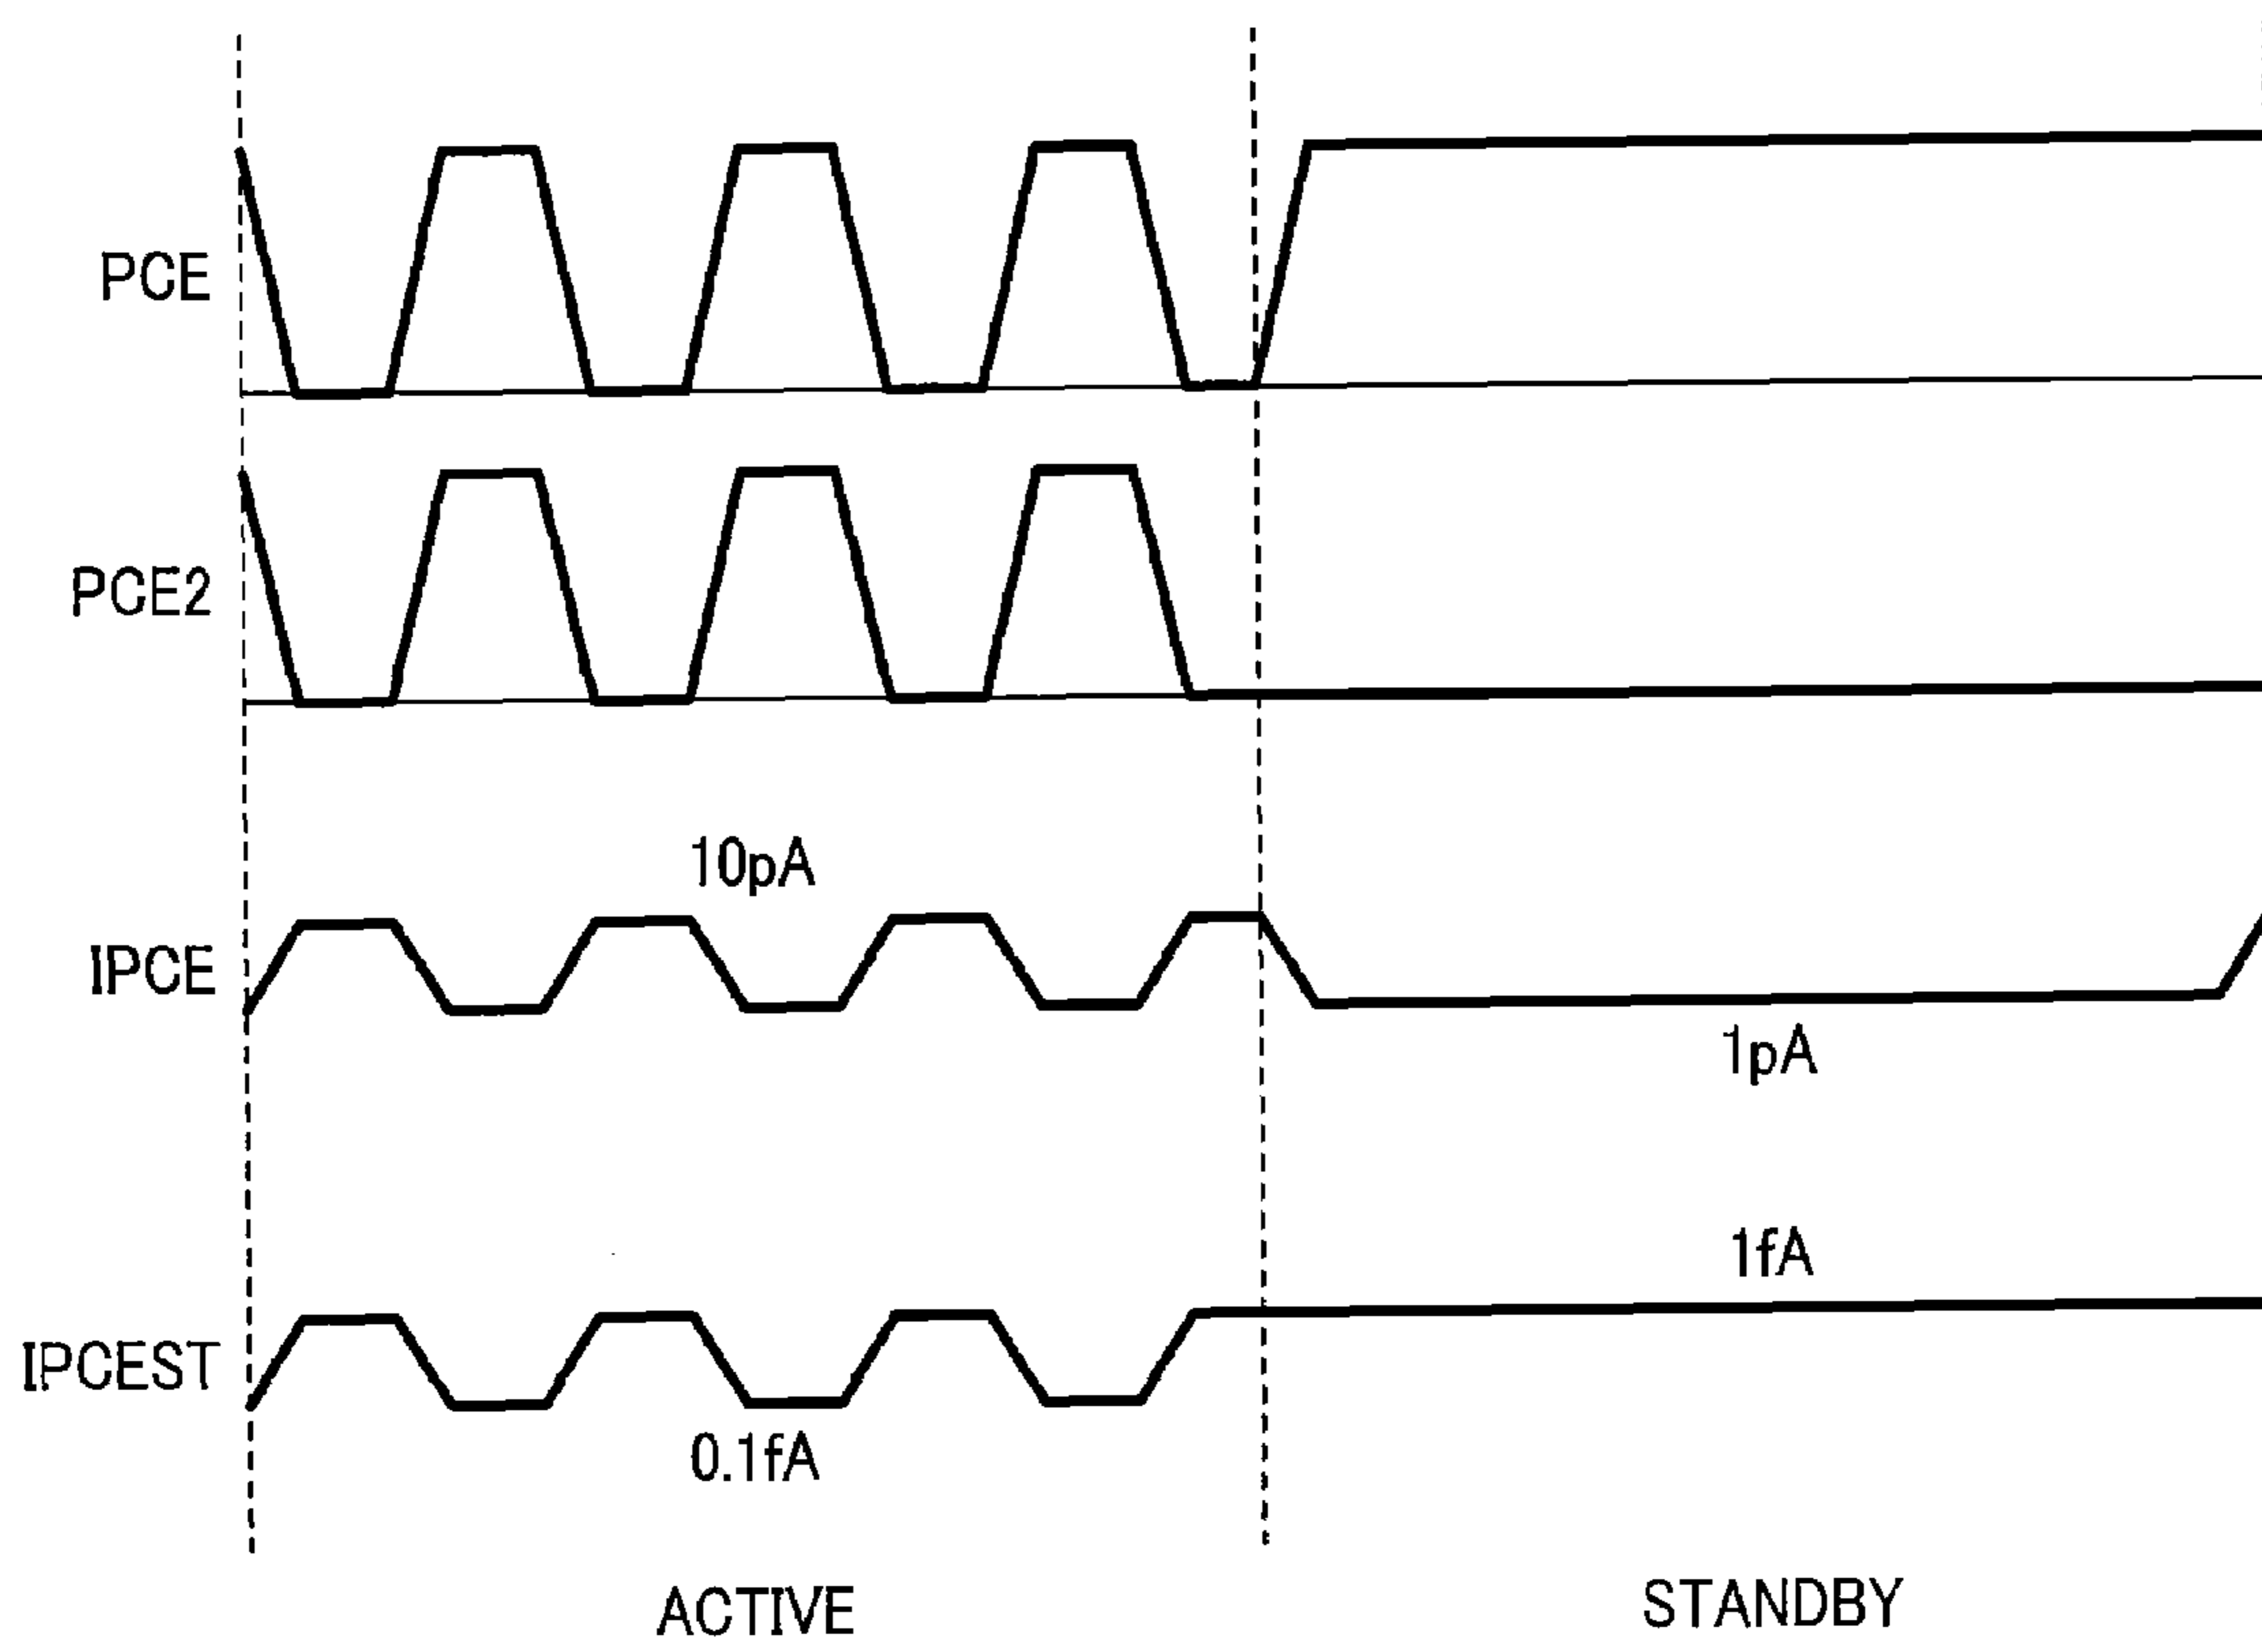 PCE
PCE2
10pA
IPCE
1pA
1fA
IPCEST
0.1fA
ACTIVE
STANDBY